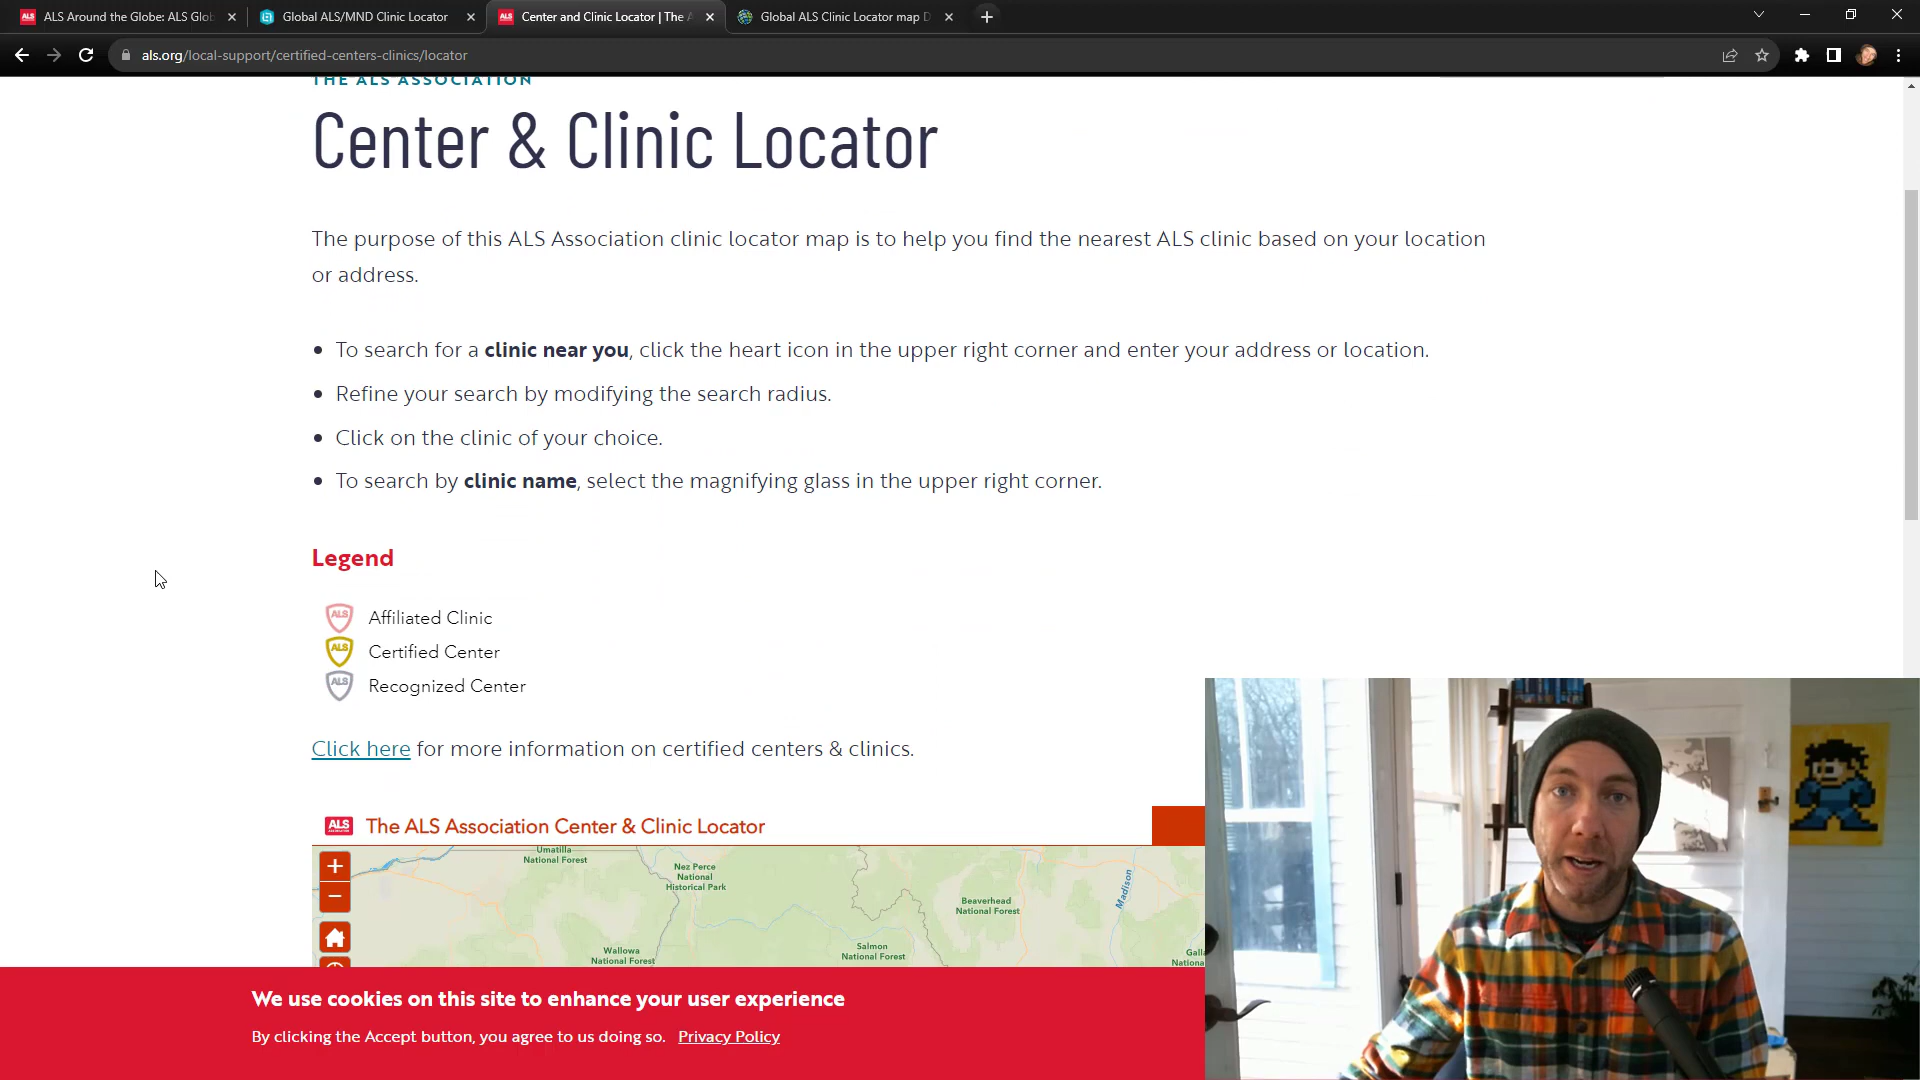 ALS Around the Globe: ALS Glob
Global ALS/MND Clinic Locator
Center and Clinic Locator | The A
Global ALS Clinic Locator map D
als.org/local-support/certified-centers-clinics/locator
THE ALS ASSOCIATION
Center & Clinic Locator
The purpose of this ALS Association clinic locator map is to help you find the nearest ALS clinic based on your location
or address.
To search for a clinic near you, click the heart icon in the upper right corner and enter your address or location.
Refine your search by modifying the search radius.
Click on the clinic of your choice.
To search by clinic name, select the magnifying glass in the upper right corner.
Legend
ALS Affiliated Clinic
ALS Certified Center
ALS Recognized Center
Click here for more information on certified centers & clinics.
ALS The ALS Association Center & Clinic Locator
Umatilla
National Forest
Nez Perce
National
Historical Park
Madison
Beaverhead
National Forest
Wallowa
National Forest
Salmon
National Forest
Galla
Nationa
We use cookies on this site to enhance your user experience
By clicking the Accept button, you agree to us doing so. Privacy Policy